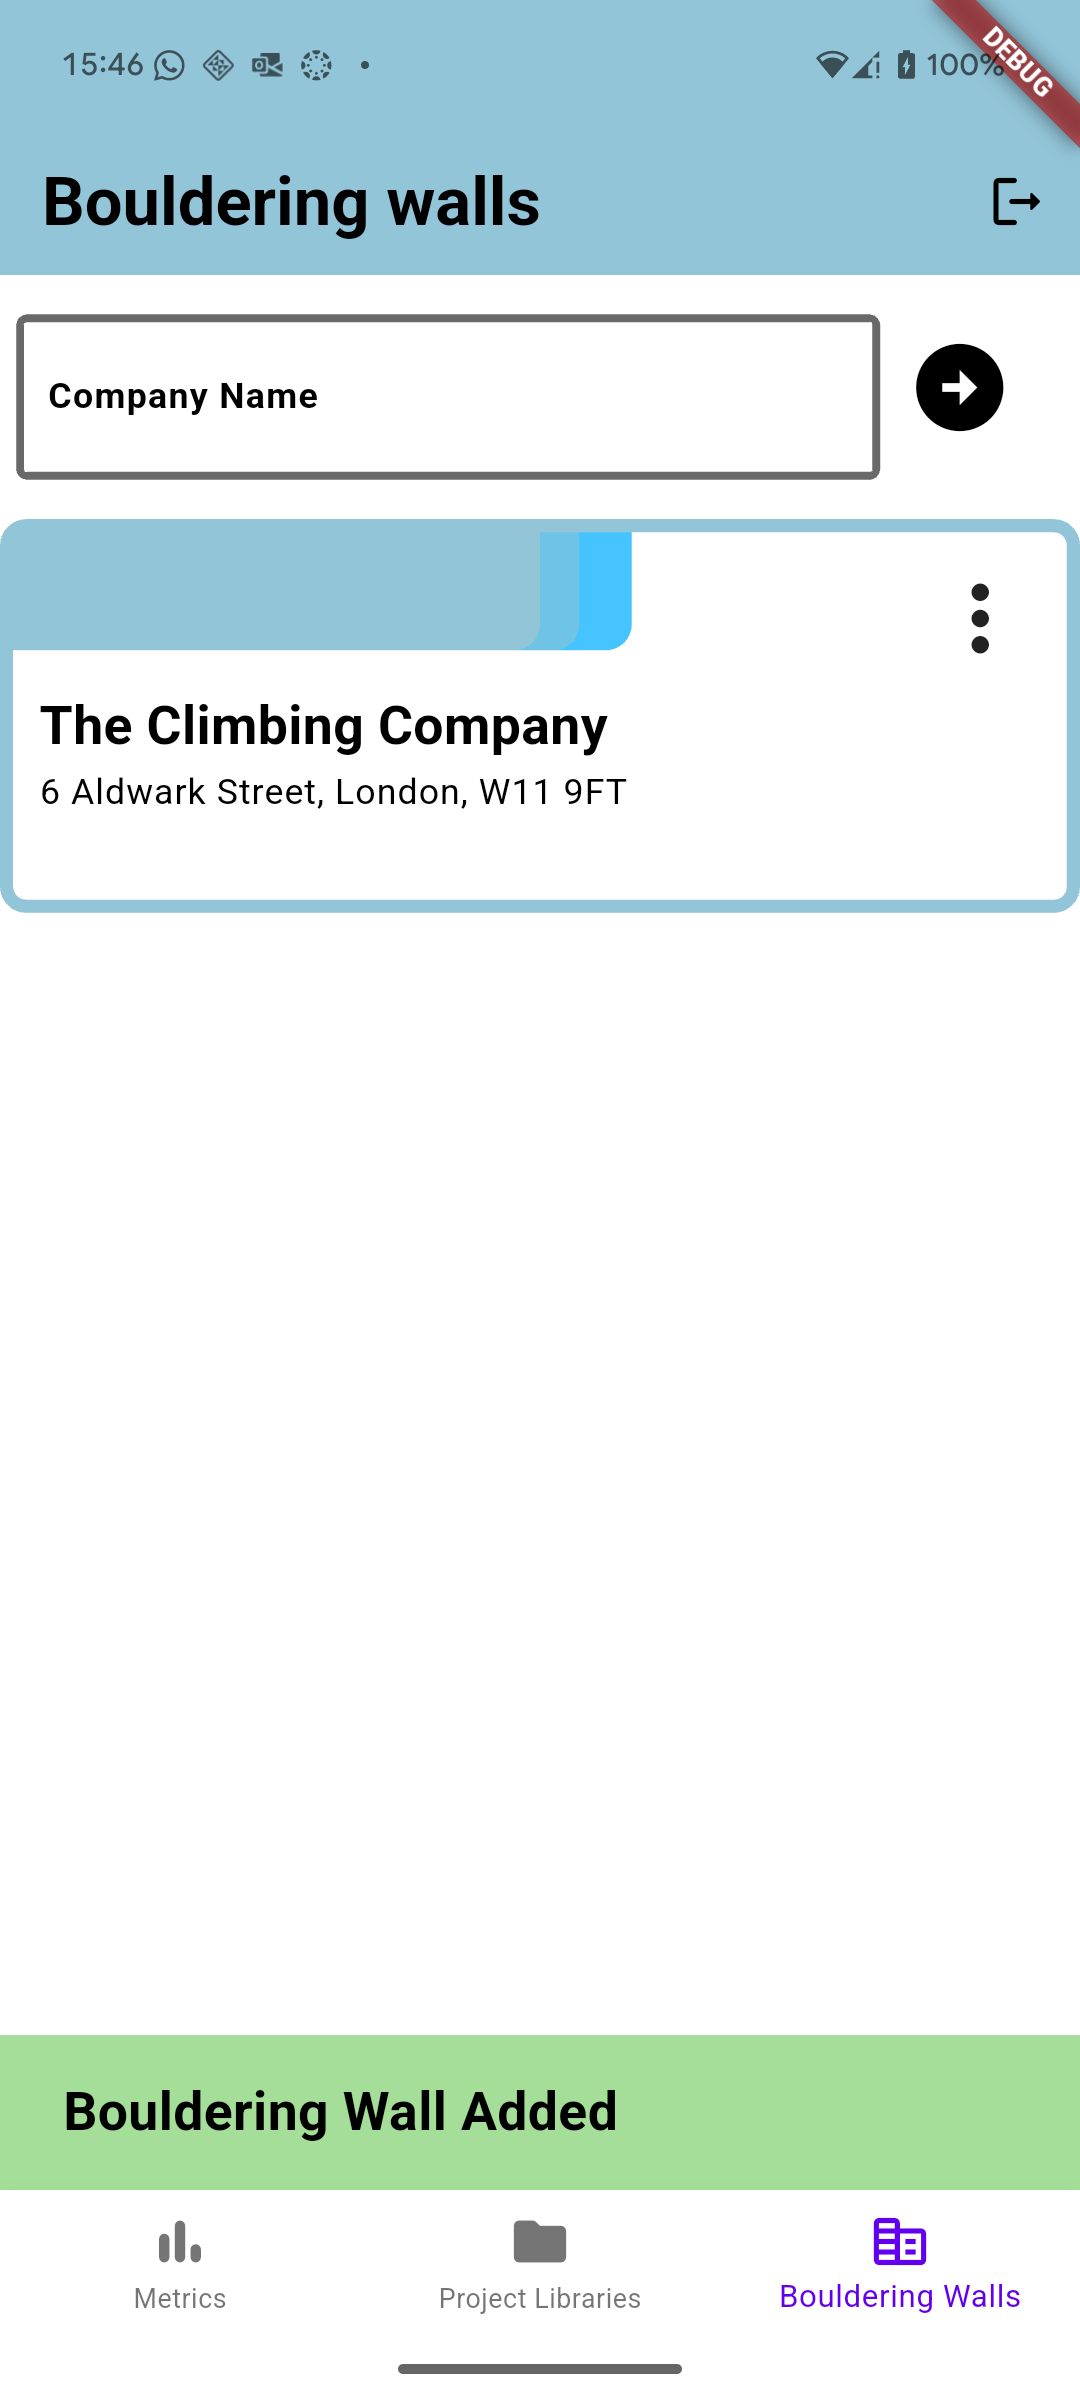 15:46
100%
DEBUG
Bouldering walls
Company Name
The Climbing Company
6 Aldwark Street, London, W11 9FT
Bouldering Wall Added
Metrics
Project Libraries
Bouldering Walls